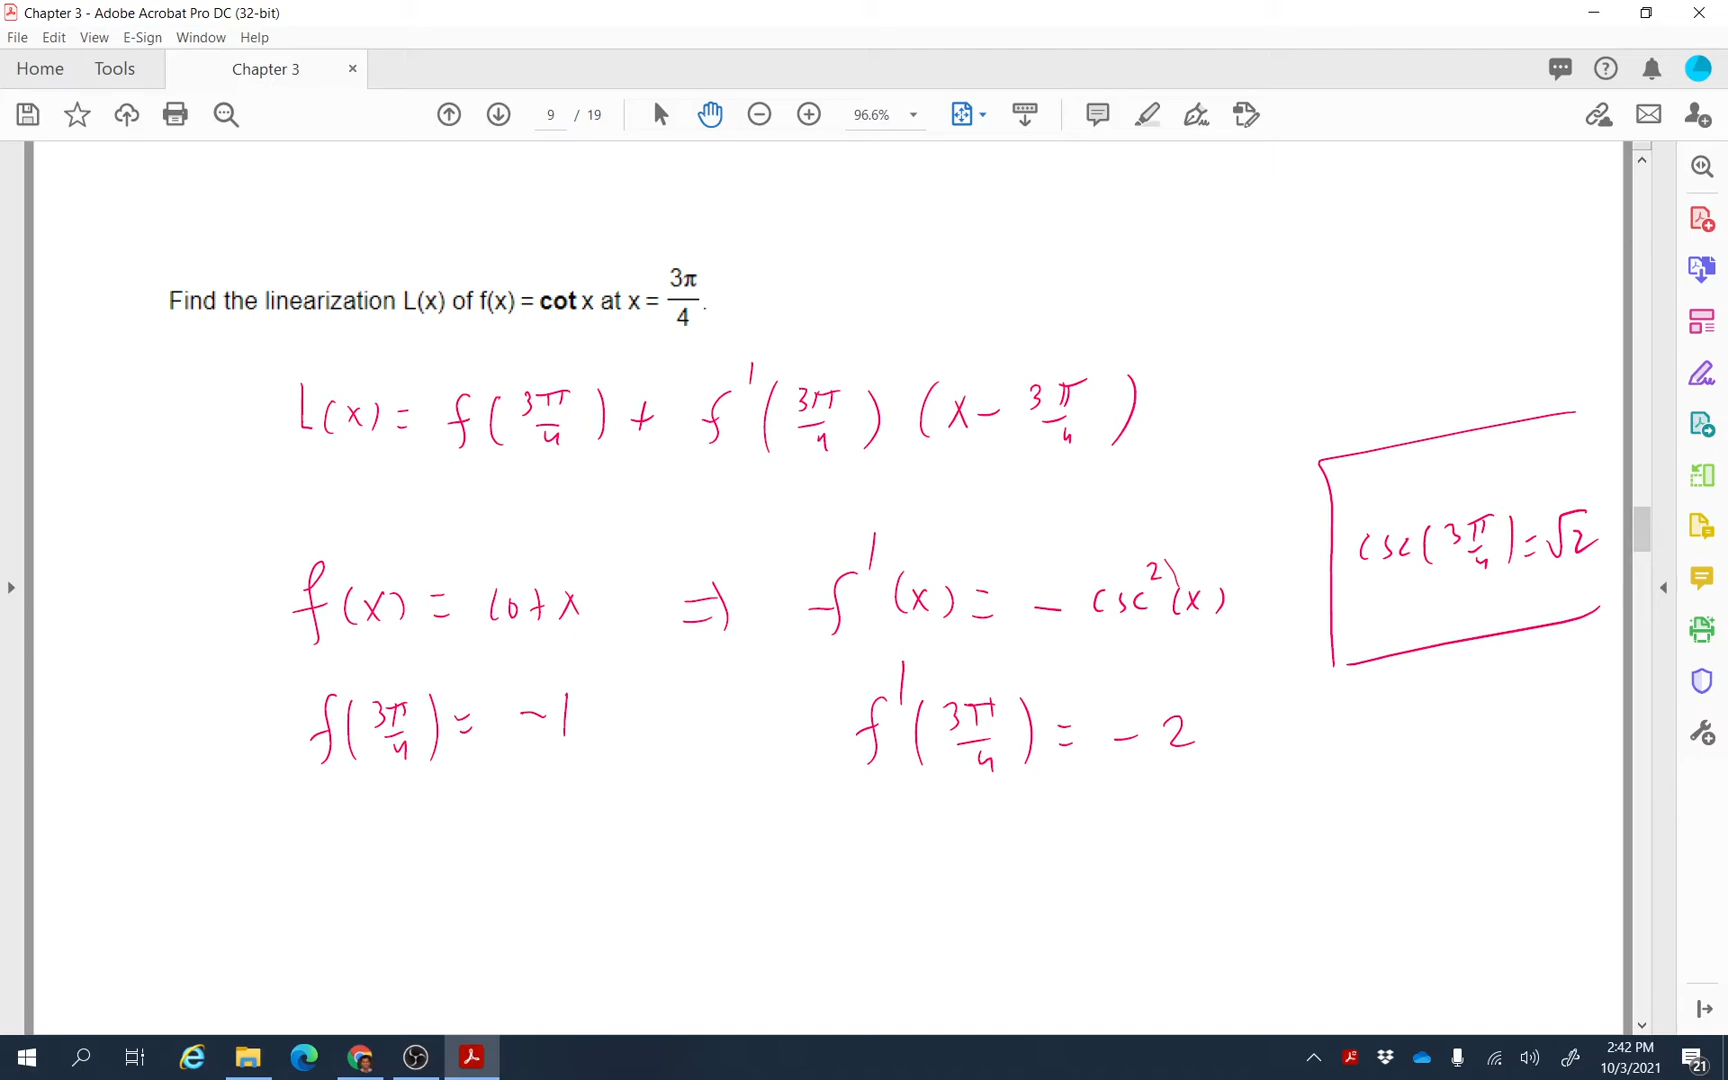 Chapter 3 - Adobe Acrobat Pro DC (32-bit)
File Edit View E-Sign Window Help
Home Tools Chapter 3 ×
9 / 19 96.6%
Find the linearization L(x) of f(x) = cot x at x = 3π/4.
L(x) = f(3π/4) + f'(3π/4) (x - 3π/4)
csc(3π/4) = √2
f(x) = cot x ⇒ f'(x) = - csc²(x)
f(3π/4) = -1 f'(3π/4) = - 2
2:42 PM
10/3/2021
21